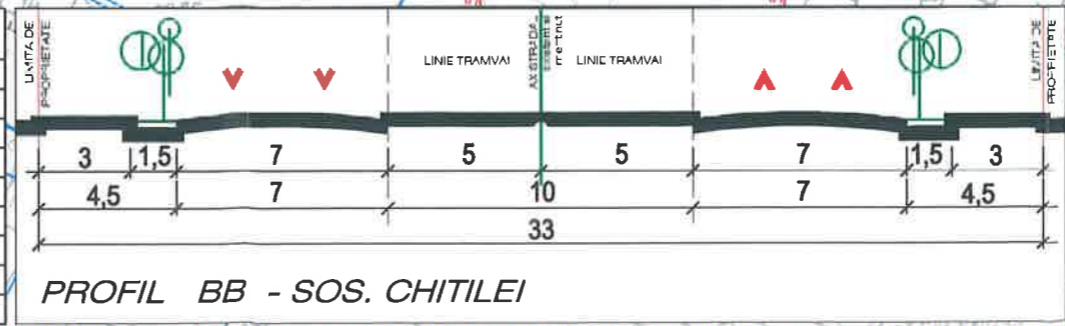 LIMITA DE
PROPRIETATE
LINIE TRAMVAI
AX STRADA -
LINIE TRAMVAI
LIMITA DE
PROPRIETATE
3 1,5 7 5 5 7 1,5 3
4,5 7 10 7 4,5
33
PROFIL BB - SOS. CHITILEI